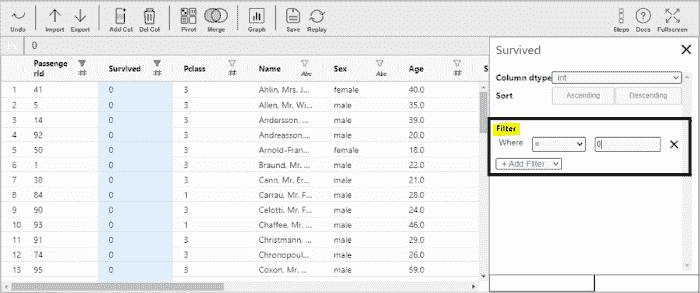 Undo Import Export Add Col Del Col Pivot Merge Graph Save Replay Steps Docs Fullscreen
0
Passenge rId Survived Pclass Name Abc Sex Abc Age
1 41 0 3 Ahlin, Mrs. J... female 40.0
2 5 0 3 Allen, Mr. Wi... male 35.0
3 14 0 3 Andersson, ... male 39.0
4 92 0 3 Andreasson,... male 20.0
5 50 0 3 Arnold-Fran... female 18.0
6 1 0 3 Braund, Mr. ... male 22.0
7 38 0 3 Cann, Mr. Er... male 21.0
8 84 0 1 Carrau, Mr. F... male 28.0
9 90 0 3 Celotti, Mr. F... male 24.0
10 93 0 1 Chaffee, Mr. ... male 46.0
11 91 0 3 Christmann, ... male 29.0
12 74 0 3 Chronopoul... male 26.0
13 95 0 3 Coxon, Mr. ... male 59.0
Survived
Column dtype int
Sort Ascending Descending
Filter
Where = 0
+ Add Filter